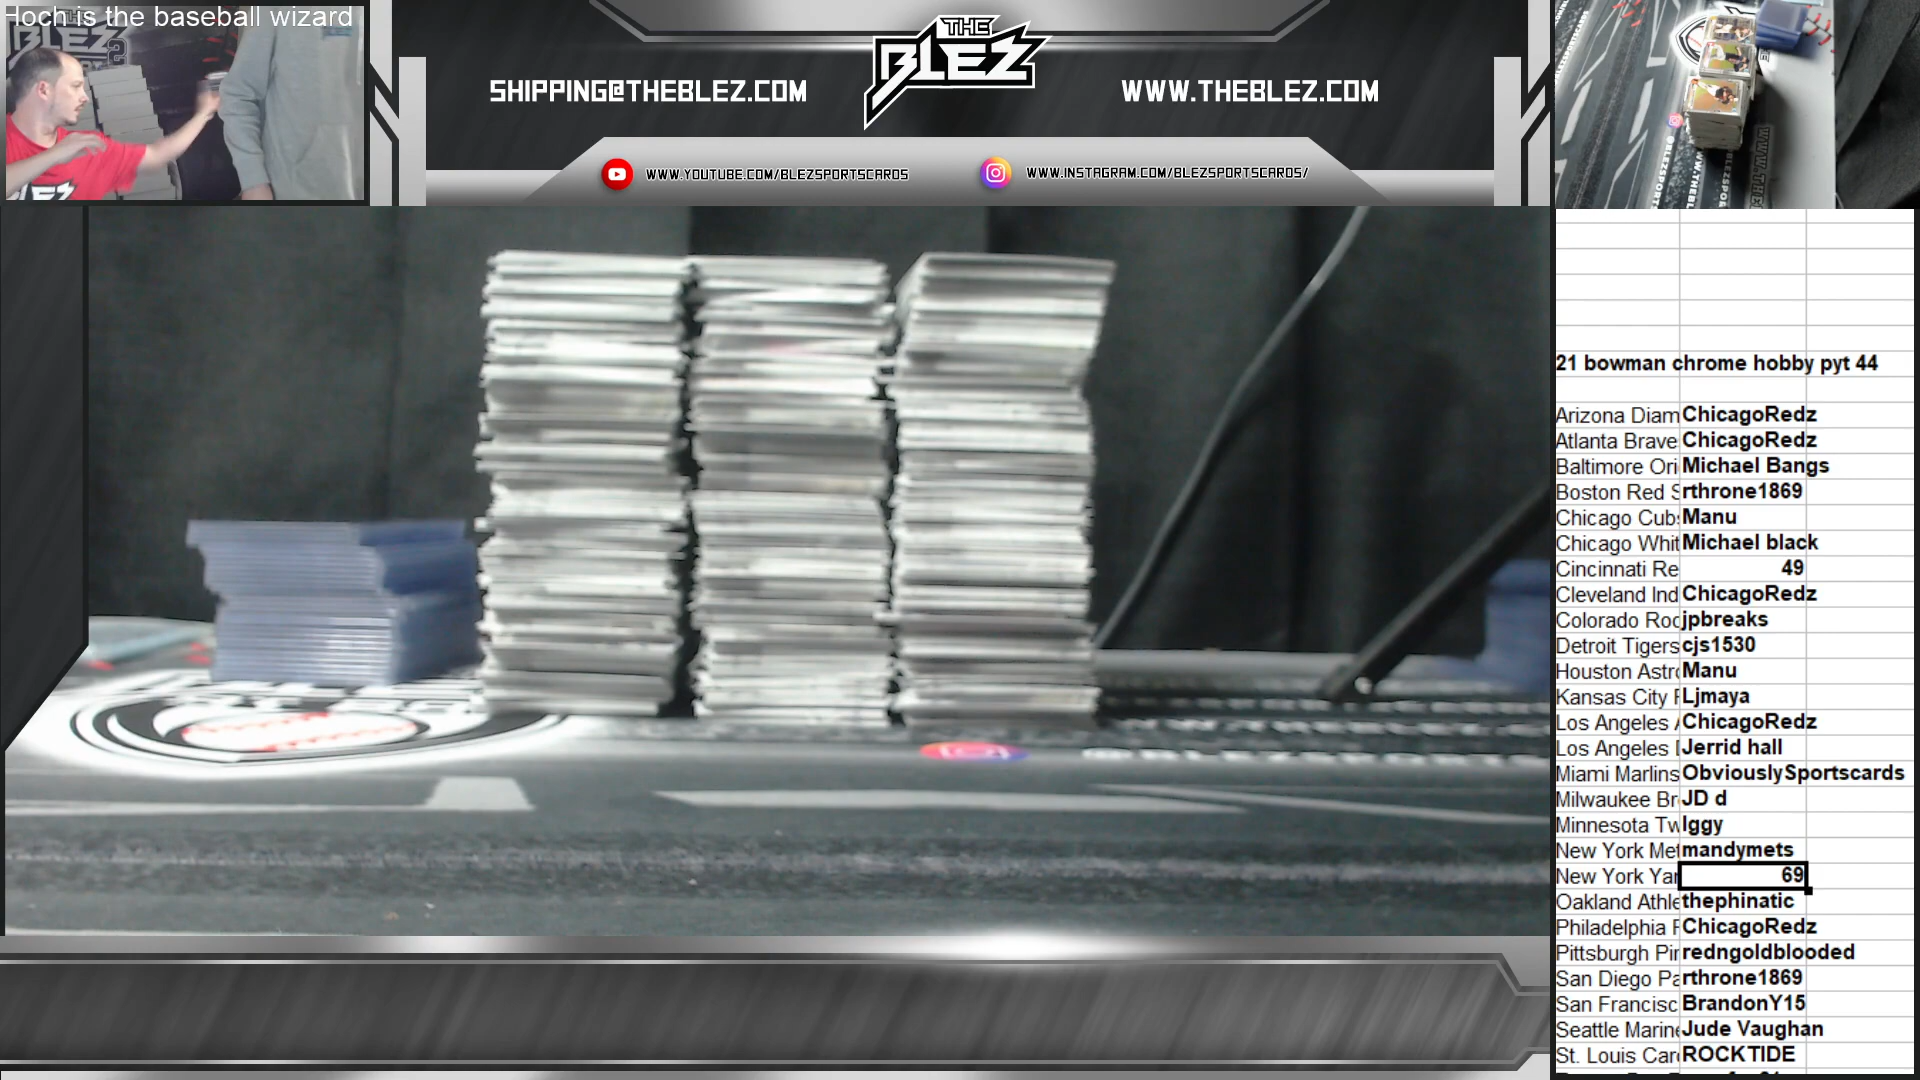 Hoch is the baseball wizard
THE
BLEZ
SHIPPING@THEBLEZ.COM
WWW.THEBLEZ.COM
WWW.YOUTUBE.COM/BLEZSPORTSCARDS
WWW.INSTAGRAM.COM/BLEZSPORTSCARDS/
21 bowman chrome hobby pyt 44
Arizona Diam ChicagoRedz
Atlanta Brave ChicagoRedz
Baltimore Ori Michael Bangs
Boston Red S rthrone1869
Chicago Cubs Manu
Chicago Whit Michael black
Cincinnati Re 49
Cleveland Ind ChicagoRedz
Colorado Roc jpbreaks
Detroit Tigers cjs1530
Houston Astro Manu
Kansas City R Ljmaya
Los Angeles A ChicagoRedz
Los Angeles D Jerrid hall
Miami Marlins ObviouslySportscards
Milwaukee Br JD d
Minnesota Tw Iggy
New York Met mandymets
New York Yan 69
Oakland Athle thephinatic
Philadelphia P ChicagoRedz
Pittsburgh Pir redngoldblooded
San Diego Pa rthrone1869
San Francisc BrandonY15
Seattle Marine Jude Vaughan
St. Louis Card ROCKTIDE